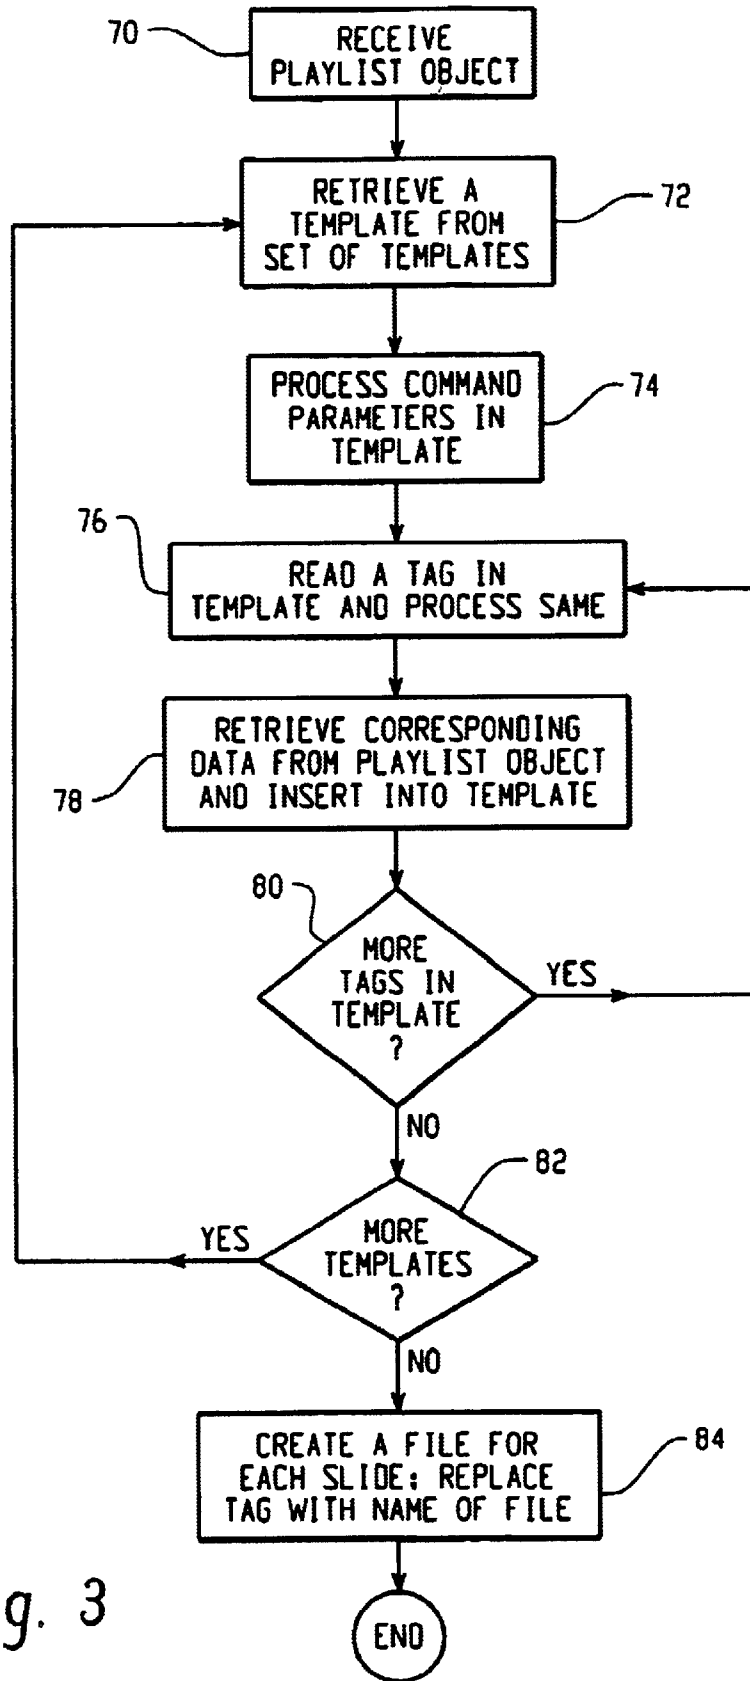 70
RECEIVE
PLAYLIST OBJECT
RETRIEVE A
TEMPLATE FROM
SET OF TEMPLATES
72
PROCESS COMMAND
PARAMETERS IN
TEMPLATE
74
76
READ A TAG IN
TEMPLATE AND PROCESS SAME
RETRIEVE CORRESPONDING
DATA FROM PLAYLIST OBJECT
AND INSERT INTO TEMPLATE
78
80
MORE
TAGS IN
TEMPLATE
?
YES
NO
82
MORE
TEMPLATES
?
YES
NO
CREATE A FILE FOR
EACH SLIDE; REPLACE
TAG WITH NAME OF FILE
84
g. 3
END